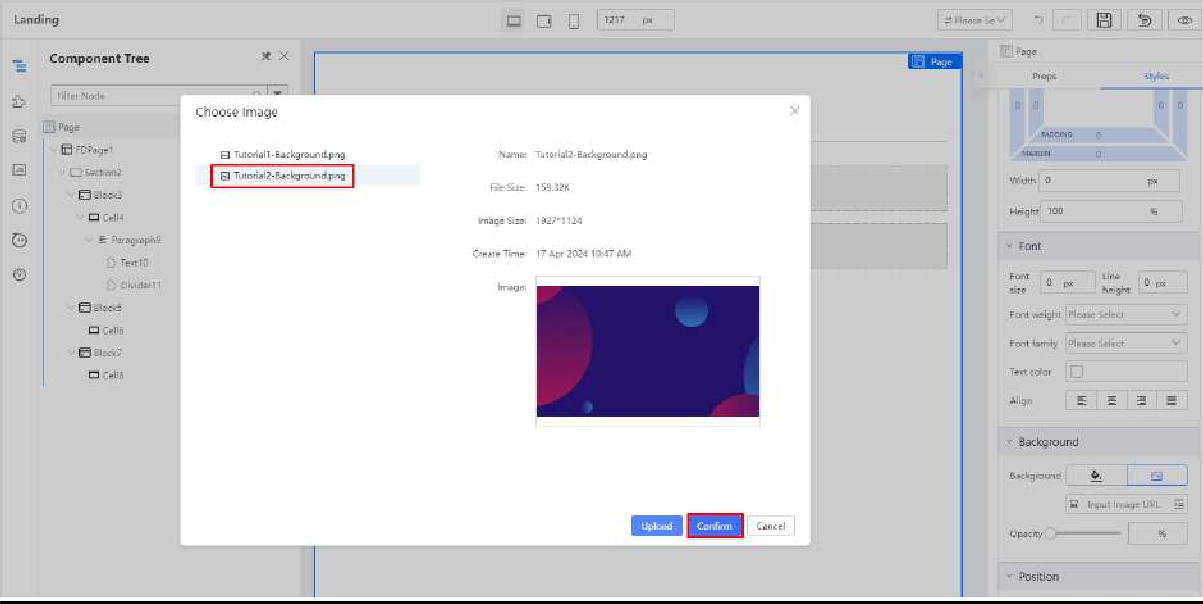 Landing
1217 px
Please Se
Component Tree
Page
Page
Filter Node
Props
Styles
Page
FDPage1
Section2
Block3
Cell4
Paragraph9
Text10
Divider11
Block5
Cell6
Block7
Cell8
Choose Image
Tutorial1-Background.png
Tutorial2-Background.png
Name: Tutorial2-Background.png
File Size: 159.32K
Image Size: 1927*1124
Create Time: 17 Apr 2024 10:47 AM
Image:
Upload
Confirm
Cancel
0 0 0 0
PADDING 0
MARGIN 0
Width 0 px
Height 100 %
Font
Font size 0 px Line height 0 px
Font weight Please Select
Font family Please Select
Text color
Align
Background
Background
Input Image URL
Opacity %
Position